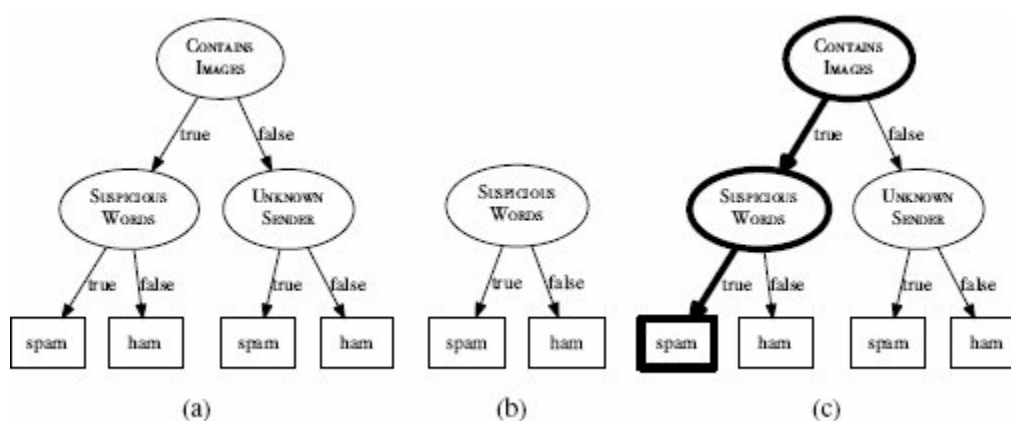 CONTAINS
IMAGES
true
false
SUSPICIOUS
WORDS
UNKNOWN
SENDER
true
false
true
false
spam
ham
spam
ham
(a)
SUSPICIOUS
WORDS
true
false
spam
ham
(b)
CONTAINS
IMAGES
true
false
SUSPICIOUS
WORDS
UNKNOWN
SENDER
true
false
true
false
spam
ham
spam
ham
(c)